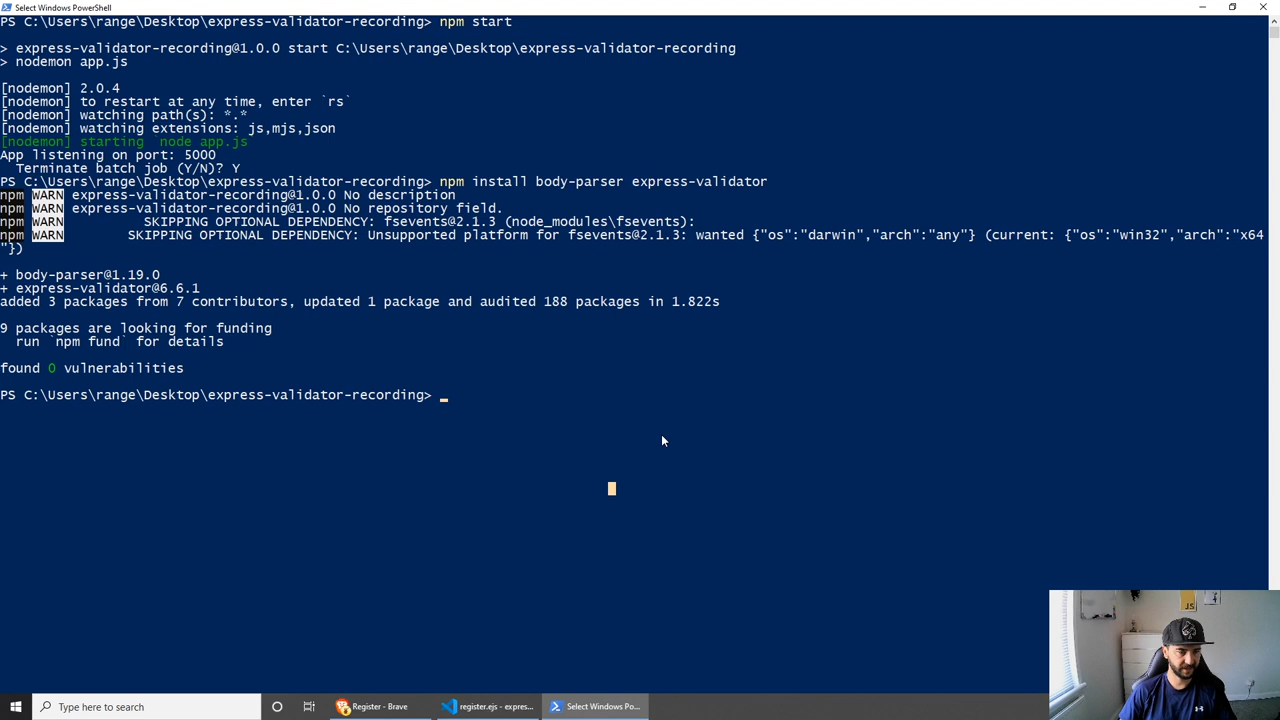 Select Windows PowerShell
PS C:\Users\range\Desktop\express-validator-recording> npm start
> express-validator-recording@1.0.0 start C:\Users\range\Desktop\express-validator-recording
> nodemon app.js
[nodemon] 2.0.4
[nodemon] to restart at any time, enter `rs`
[nodemon] watching path(s): *.*
[nodemon] watching extensions: js,mjs,json
[nodemon] starting `node app.js`
App listening on port: 5000
Terminate batch job (Y/N)? Y
PS C:\Users\range\Desktop\express-validator-recording> npm install body-parser express-validator
npm WARN express-validator-recording@1.0.0 No description
npm WARN express-validator-recording@1.0.0 No repository field.
npm WARN SKIPPING OPTIONAL DEPENDENCY: fsevents@2.1.3 (node_modules\fsevents):
npm WARN SKIPPING OPTIONAL DEPENDENCY: Unsupported platform for fsevents@2.1.3: wanted {"os":"darwin","arch":"any"} (current: {"os":"win32","arch":"x64
"})
+ body-parser@1.19.0
+ express-validator@6.6.1
added 3 packages from 7 contributors, updated 1 package and audited 188 packages in 1.822s
9 packages are looking for funding
run `npm fund` for details
found 0 vulnerabilities
PS C:\Users\range\Desktop\express-validator-recording>
JS
Type here to search
Register - Brave
register.ejs - expres...
Select Windows Po...